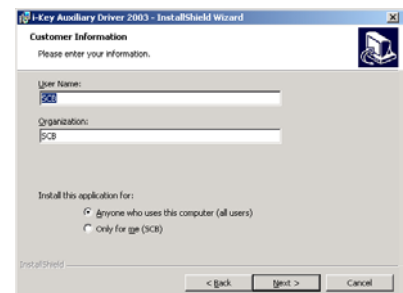 i-Key Auxiliary Driver 2003 - InstallShield Wizard
Customer Information
Please enter your information.
User Name:
SCB
Organization:
SCB
Install this application for:
Anyone who uses this computer (all users)
Only for me (SCB)
InstallShield
< Back Next > Cancel